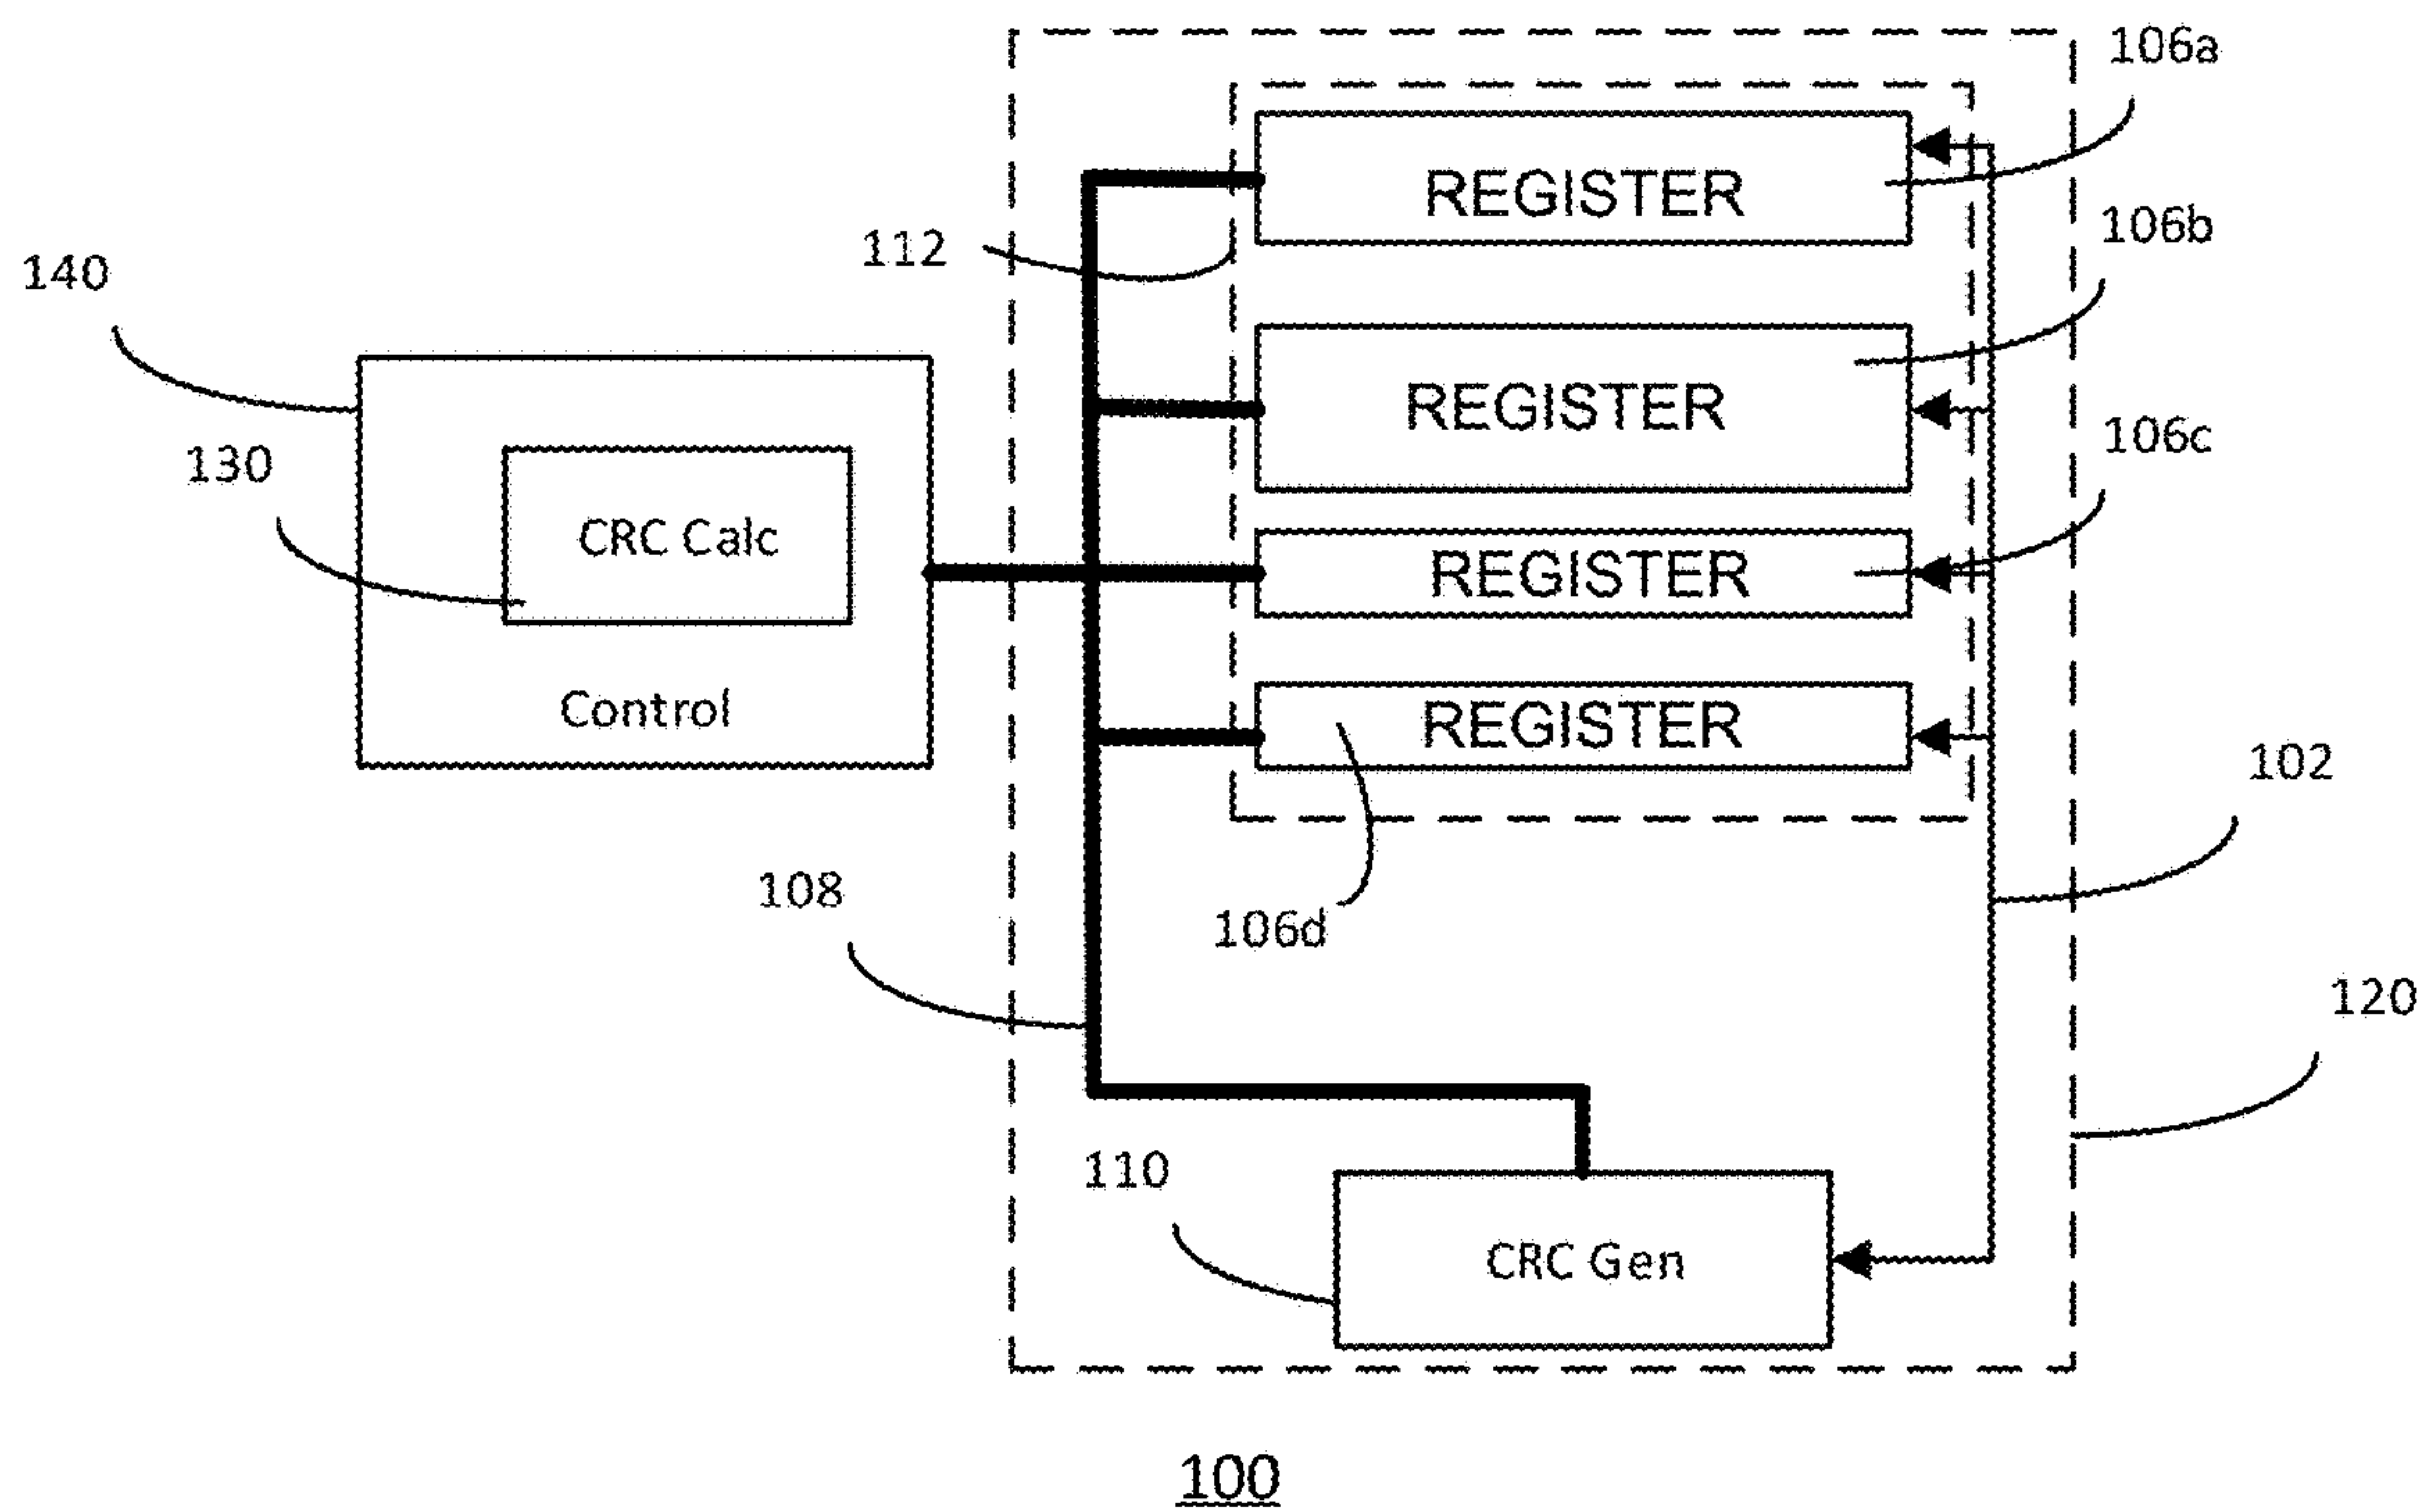 106a
REGISTER
106b
112
140
REGISTER
106c
130
CRC Calc
REGISTER
Control
REGISTER
102
108
106d
120
110
CRC Gen
100